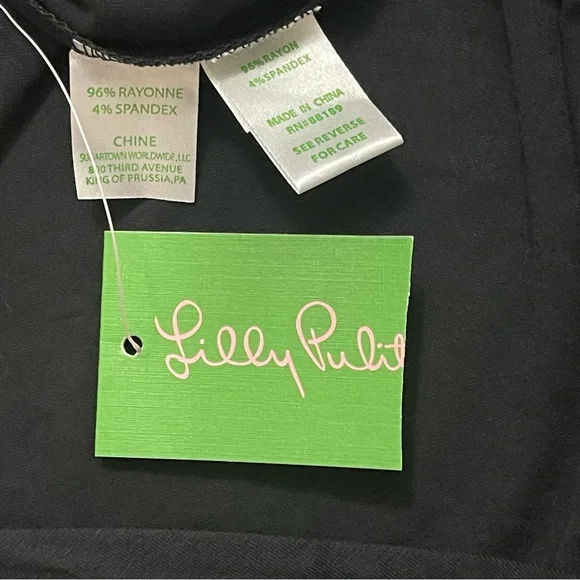 96% RAYONNE
4% SPANDEX
CHINE
SUGARTOWN WORLDWIDE, LLC
800 THIRD AVENUE
KING OF PRUSSIA, PA
96% RAYON
4% SPANDEX
MADE IN CHINA
RN#88189
SEE REVERSE
FOR CARE
Lilly Pulit